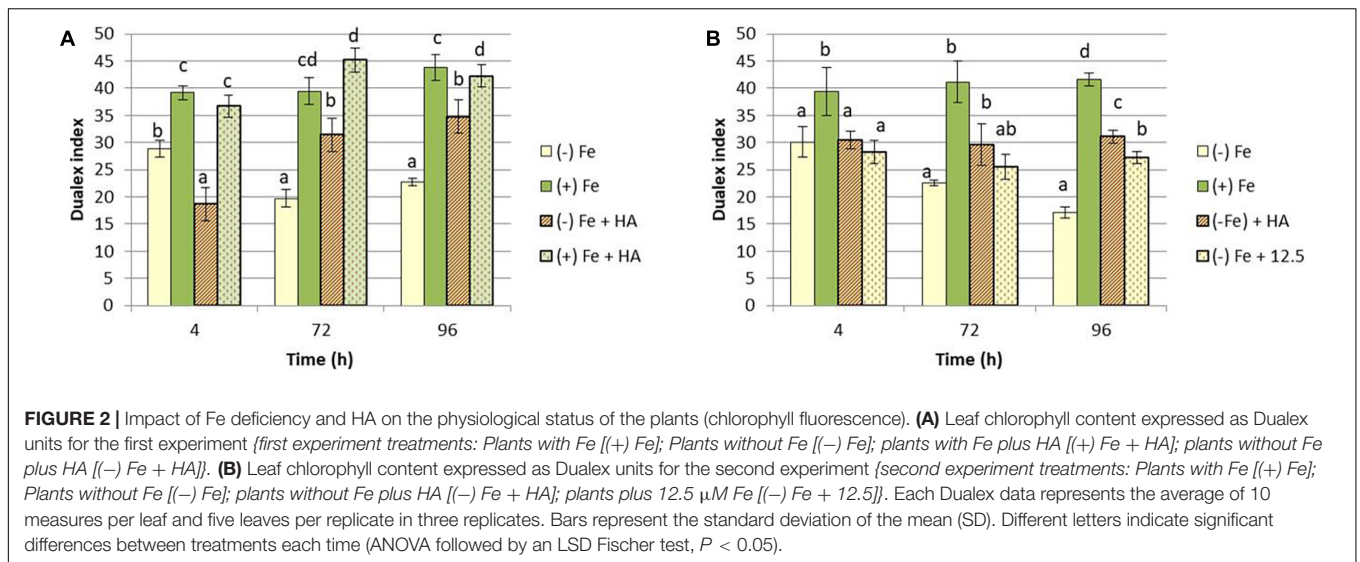 A
Dualex index
50
45
40
35
30
25
20
15
10
5
0
b
c
a
c
a
cd
b
d
a
c
b
d
4
72
96
Time (h)
(-) Fe
(+) Fe
(-) Fe + HA
(+) Fe + HA
B
Dualex index
50
45
40
35
30
25
20
15
10
5
0
a
b
a
a
a
b
b
ab
a
d
c
b
4
72
96
Time (h)
(-) Fe
(+) Fe
(-Fe) + HA
(-) Fe + 12.5
FIGURE 2 | Impact of Fe deficiency and HA on the physiological status of the plants (chlorophyll fluorescence). (A) Leaf chlorophyll content expressed as Dualex
units for the first experiment {first experiment treatments: Plants with Fe [(+) Fe]; Plants without Fe [(−) Fe]; plants with Fe plus HA [(+) Fe + HA]; plants without Fe
plus HA [(−) Fe + HA]}. (B) Leaf chlorophyll content expressed as Dualex units for the second experiment {second experiment treatments: Plants with Fe [(+) Fe];
Plants without Fe [(−) Fe]; plants without Fe plus HA [(−) Fe + HA]; plants plus 12.5 μM Fe [(−) Fe + 12.5]}. Each Dualex data represents the average of 10
measures per leaf and five leaves per replicate in three replicates. Bars represent the standard deviation of the mean (SD). Different letters indicate significant
differences between treatments each time (ANOVA followed by an LSD Fischer test, P < 0.05).